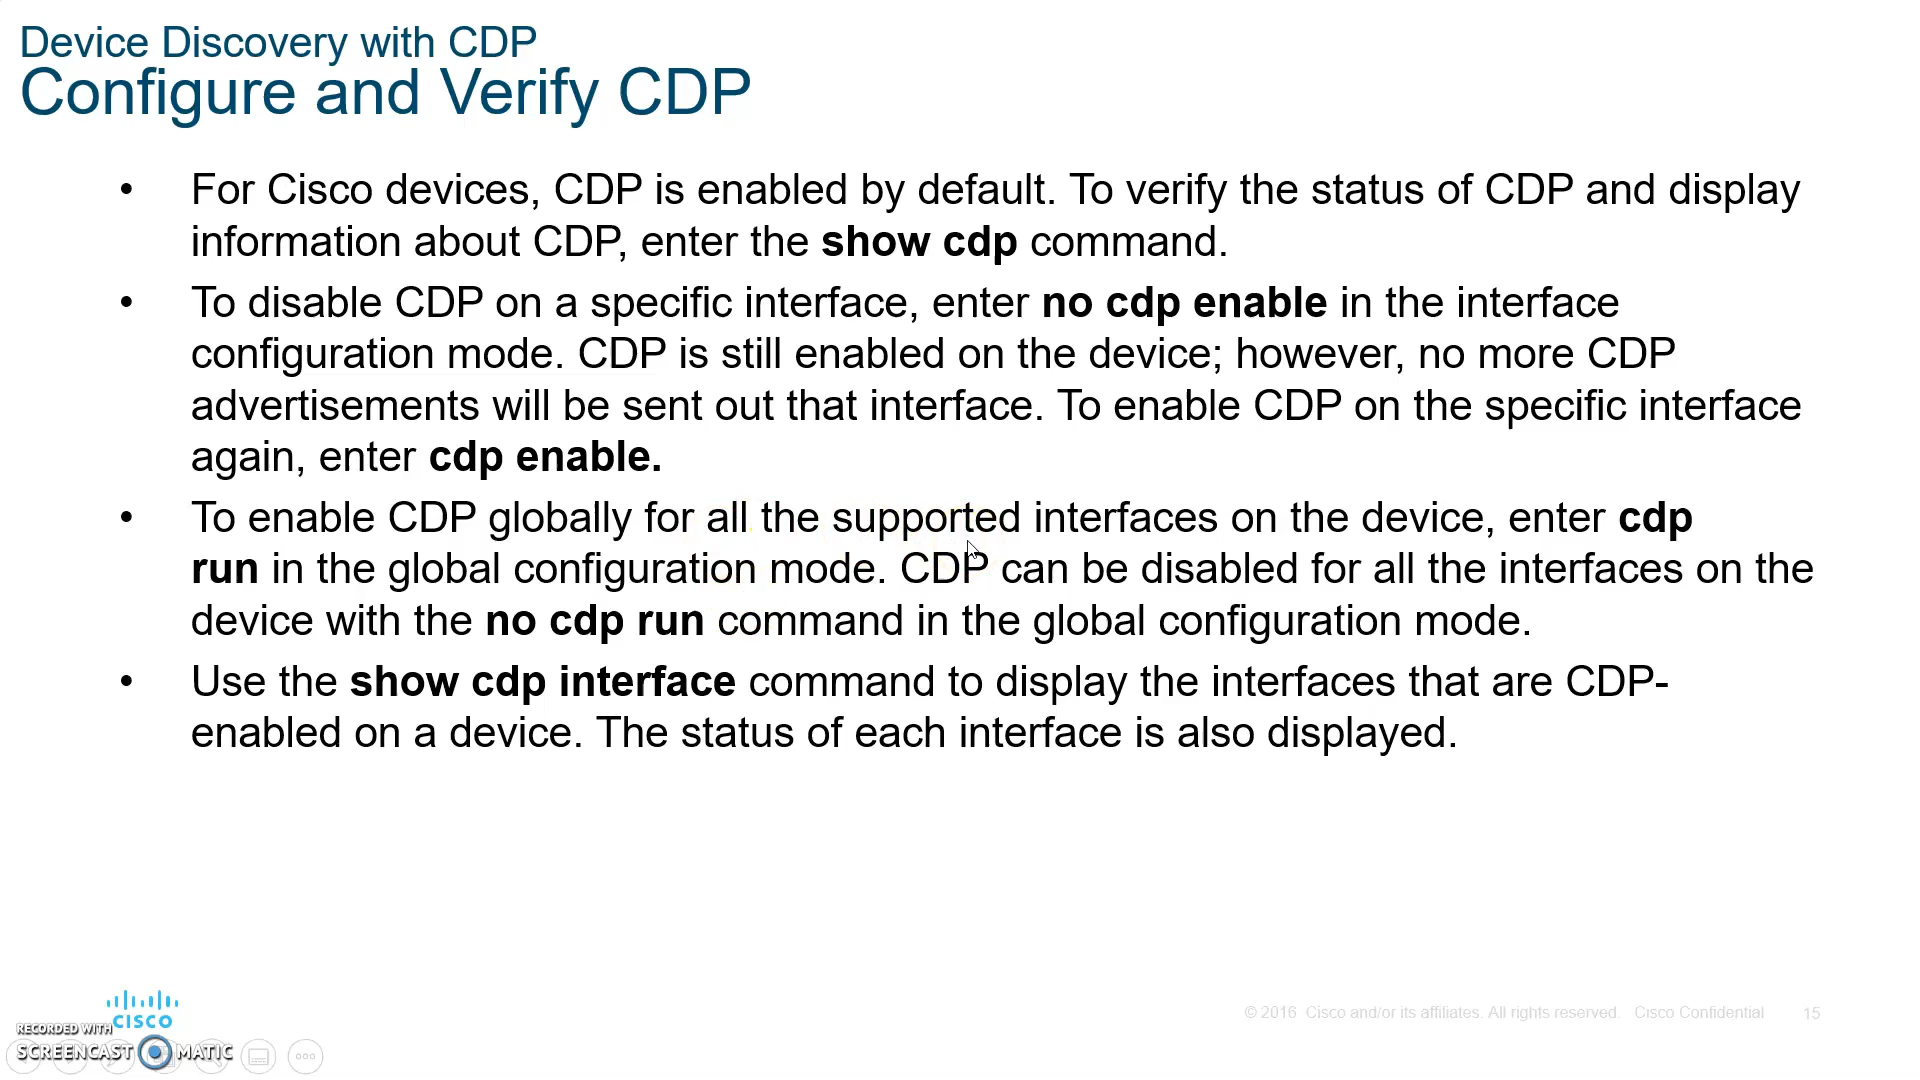 Device Discovery with CDP
Configure and Verify CDP
• For Cisco devices, CDP is enabled by default. To verify the status of CDP and display
information about CDP, enter the show cdp command.
• To disable CDP on a specific interface, enter no cdp enable in the interface
configuration mode. CDP is still enabled on the device; however, no more CDP
advertisements will be sent out that interface. To enable CDP on the specific interface
again, enter cdp enable.
• To enable CDP globally for all the supported interfaces on the device, enter cdp
run in the global configuration mode. CDP can be disabled for all the interfaces on the
device with the no cdp run command in the global configuration mode.
• Use the show cdp interface command to display the interfaces that are CDP-
enabled on a device. The status of each interface is also displayed.
CISCO
© 2016 Cisco and/or its affiliates. All rights reserved. Cisco Confidential 15
RECORDED WITH
SCREENCAST MATIC